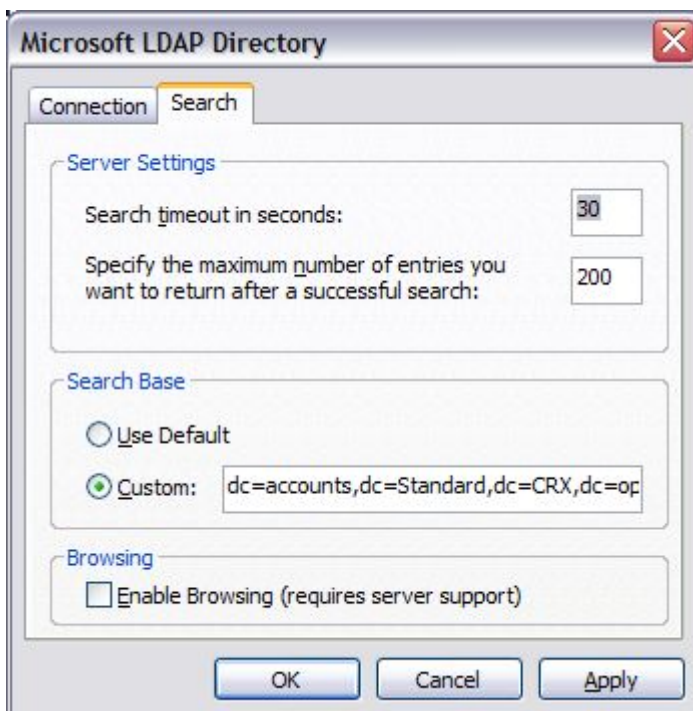 Microsoft LDAP Directory
Connection
Search
Server Settings
Search timeout in seconds:
30
Specify the maximum number of entries you
want to return after a successful search:
200
Search Base
Use Default
Custom:
dc=accounts,dc=Standard,dc=CRX,dc=op
Browsing
Enable Browsing (requires server support)
OK
Cancel
Apply